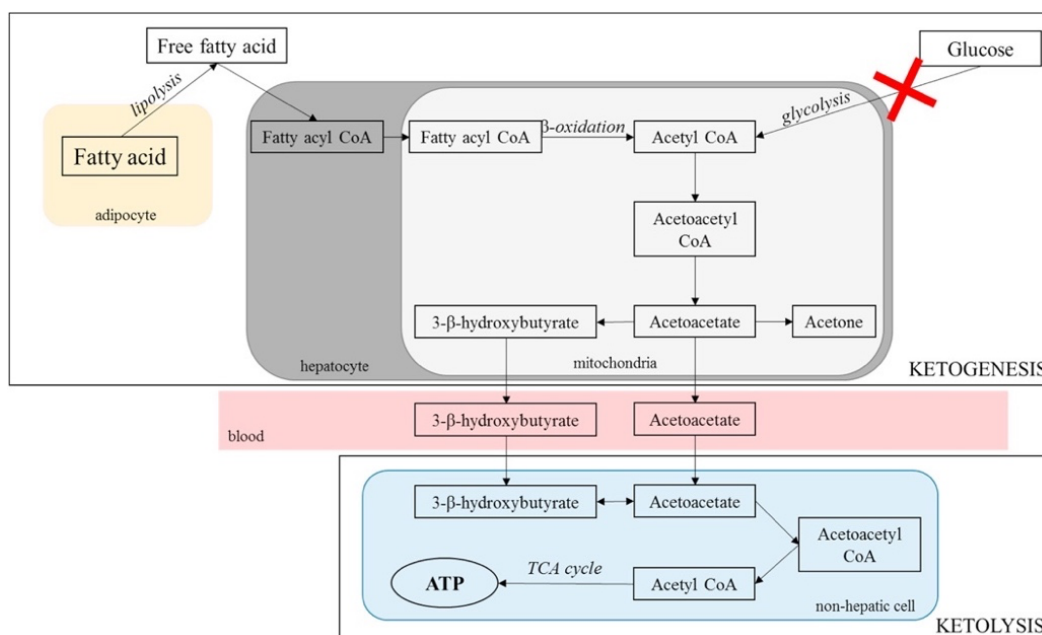 Free fatty acid
Glucose
lipolysis
glycolysis
Fatty acyl CoA
Fatty acyl CoA
β-oxidation
Acetyl CoA
Fatty acid
adipocyte
Acetoacetyl
CoA
3-β-hydroxybutyrate
Acetoacetate
Acetone
hepatocyte
mitochondria
KETOGENESIS
3-β-hydroxybutyrate
Acetoacetate
blood
3-β-hydroxybutyrate
Acetoacetate
Acetoacetyl
CoA
ATP
TCA cycle
Acetyl CoA
non-hepatic cell
KETOLYSIS